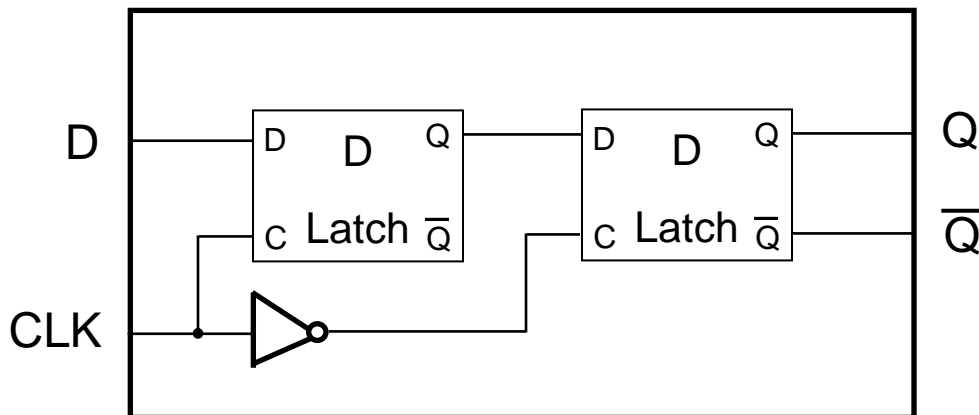 D
D D Q
Latch
C Q̅
D D Q
Latch
C Q̅
Q
Q̅
CLK